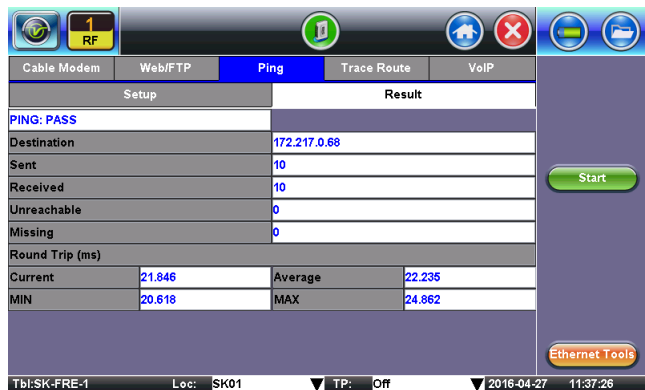 1
RF
Cable Modem Web/FTP Ping Trace Route VoIP
Setup Result
PING: PASS
Destination 172.217.0.68
Sent 10
Received 10
Start
Unreachable 0
Missing 0
Round Trip (ms)
Current 21.846 Average 22.235
MIN 20.618 MAX 24.862
Ethernet Tools
Tbl:SK-FRE-1 Loc: SK01 TP: Off 2016-04-27 11:37:26